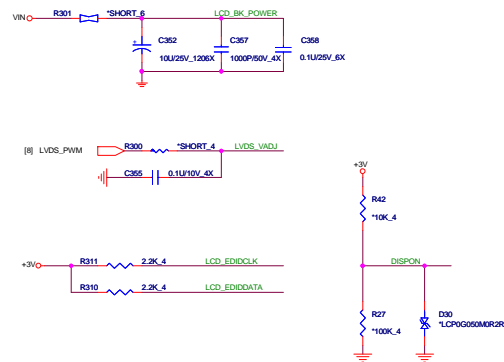 VIN
R301
*SHORT_6
LCD_BK_POWER
+
C352
10U/25V_1206X
C357
1000P/50V_4X
C358
0.1U/25V_6X
[8] LVDS_PWM
R300
*SHORT_4
LVDS_VADJ
C355
0.1U/10V_4X
+3V
R42
*10K_4
+3V
R311
2.2K_4
LCD_EDIDCLK
DISPON
R310
2.2K_4
LCD_EDIDDATA
R27
*100K_4
D30
*LCP0G050M0R2R